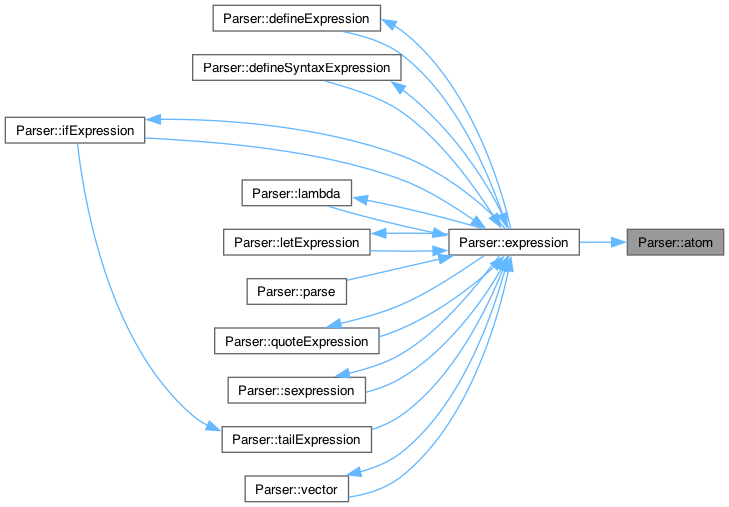 Parser::defineExpression
Parser::defineSyntaxExpression
Parser::ifExpression
Parser::lambda
Parser::letExpression
Parser::expression
Parser::atom
Parser::parse
Parser::quoteExpression
Parser::sexpression
Parser::tailExpression
Parser::vector